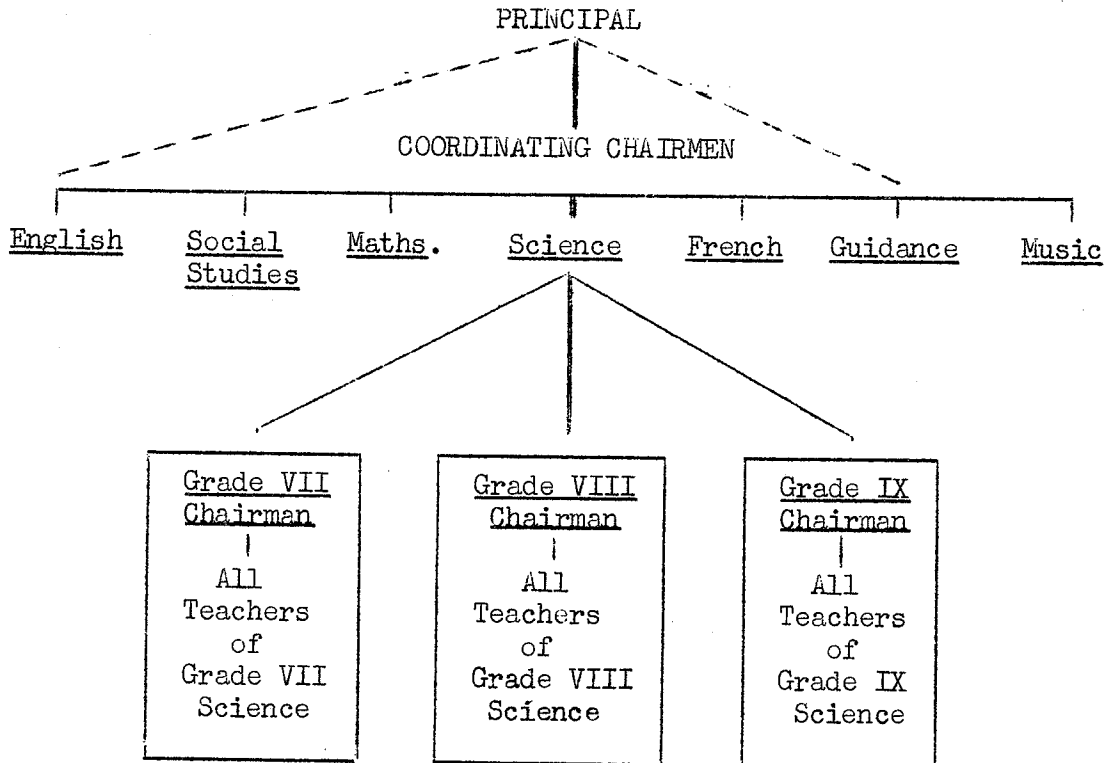 PRINCIPAL
COORDINATING CHAIRMEN
English
Social
Studies
Maths.
Science
French
Guidance
Music
Grade VII
Chairman
All
Teachers
of
Grade VII
Science
Grade VIII
Chairman
All
Teachers
of
Grade VIII
Science
Grade IX
Chairman
All
Teachers
of
Grade IX
Science